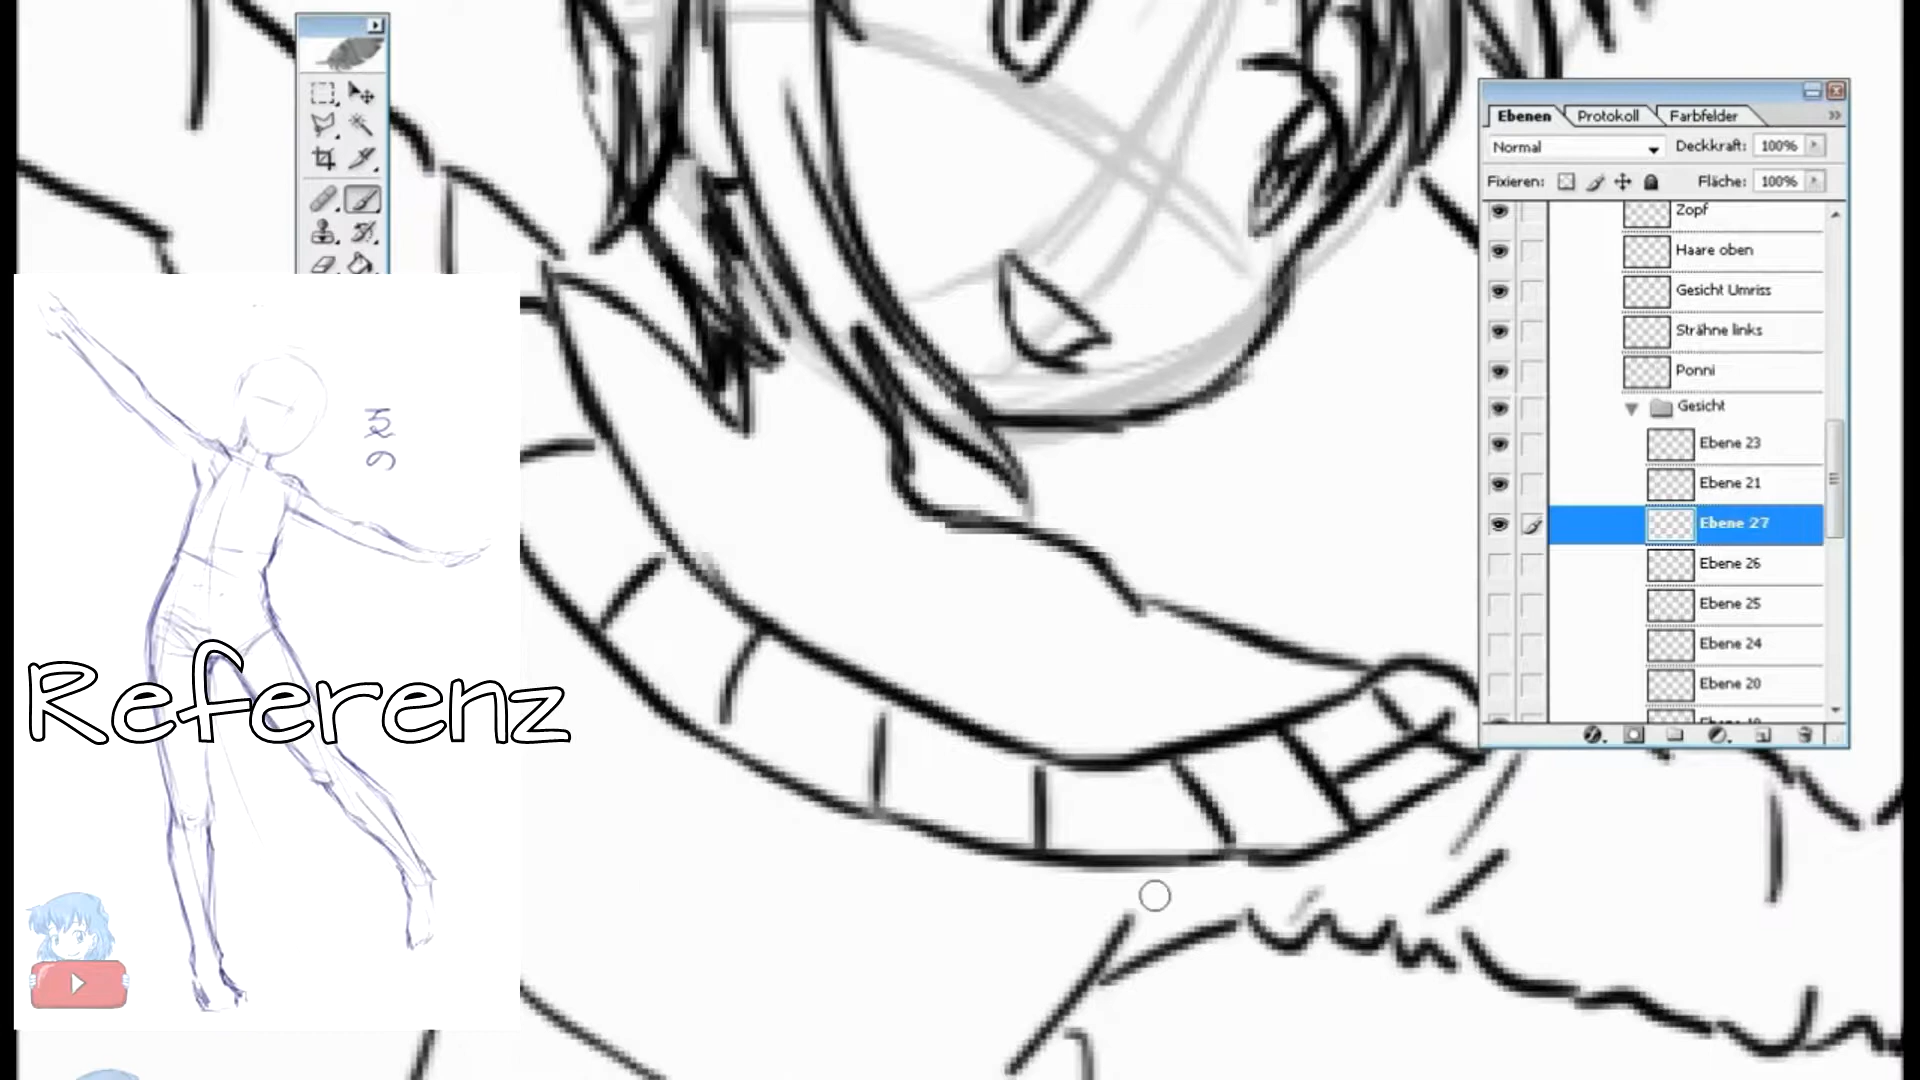 Ebenen Protokoll Farbfelder
Normal Deckkraft: 100%
Fixieren: Fläche: 100%
Zopf
Haare oben
Gesicht Umriss
Strähne links
Ponni
Gesicht
Ebene 23
Ebene 21
Ebene 27
Ebene 26
Ebene 25
Ebene 24
Ebene 20
Referenz